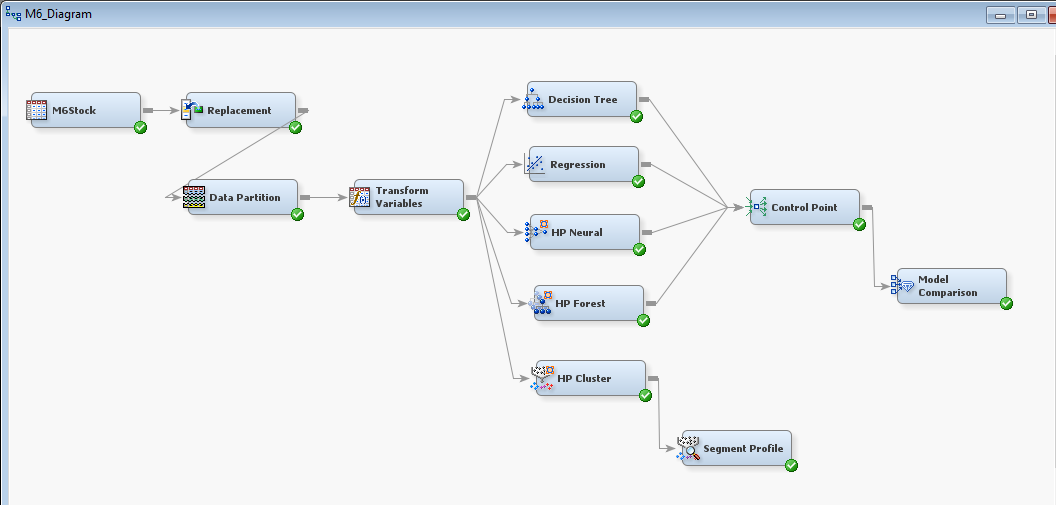 M6_Diagram
M6Stock
Replacement
Data Partition
Transform
Variables
Decision Tree
Regression
HP Neural
HP Forest
HP Cluster
Segment Profile
Control Point
Model
Comparison